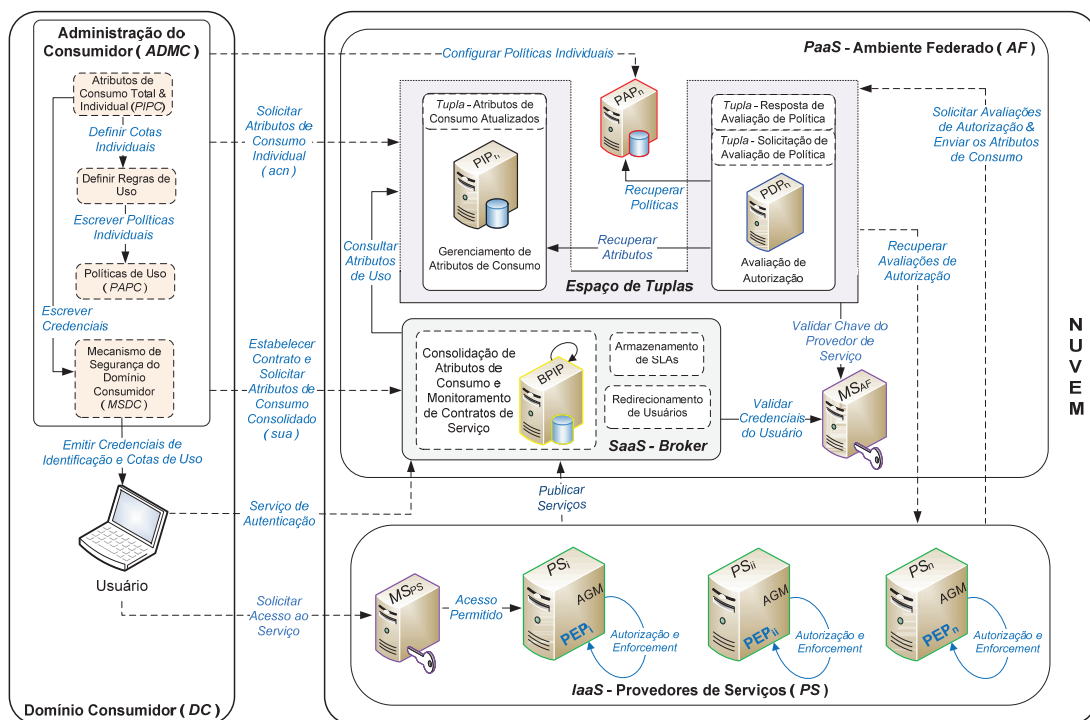 Administração do
Consumidor ( ADMC)
Atributos de
Consumo Total &
Individual (PIPC)
Definir Cotas
Individuais
Definir Regras de
Uso
Escrever Políticas
Individuais
Políticas de Uso
( PAPC)
Escrever
Credenciais
Mecanismo de
Segurança do
Domínio
Consumidor
( MSDC)
Emitir Credenciais de
Identificação e Cotas de Uso
Usuário
Domínio Consumidor ( DC )
Configurar Políticas Individuais
Solicitar
Atributos de
Consumo
Individual
( acn )
Consultar
Atributos
de Uso
Estabelecer
Contrato e
Solicitar
Atributos de
Consumo
Consolidado
( sua )
Serviço de
Autenticação
Solicitar
Acesso ao
Serviço
PaaS - Ambiente Federado ( AF )
Tupla - Atributos de
Consumo Atualizados
PIPn
Gerenciamento de
Atributos de Consumo
PAPn
Recuperar
Políticas
Recuperar
Atributos
Tupla - Resposta de
Avaliação de Política
Tupla - Solicitação de
Avaliação de Política
PDPn
Avaliação de
Autorização
Espaço de Tuplas
Solicitar Avaliações
de Autorização &
Enviar os Atributos
de Consumo
Recuperar
Avaliações de
Autorização
Validar Chave do
Provedor de
Serviço
Consolidação de
Atributos de
Consumo e
Monitoramento
de Contratos de
Serviço
BPIP
Armazenamento
de SLAs
Redirecionamento
de Usuários
SaaS - Broker
Validar
Credenciais
do Usuário
MSAF
NUVEM
Publicar
Serviços
MSPS
Acesso
Permitido
PSi
AGM
PEPi
Autorização e
Enforcement
PSii
AGM
PEPii
Autorização e
Enforcement
PSn
AGM
PEPn
Autorização e
Enforcement
IaaS - Provedores de Serviços ( PS )